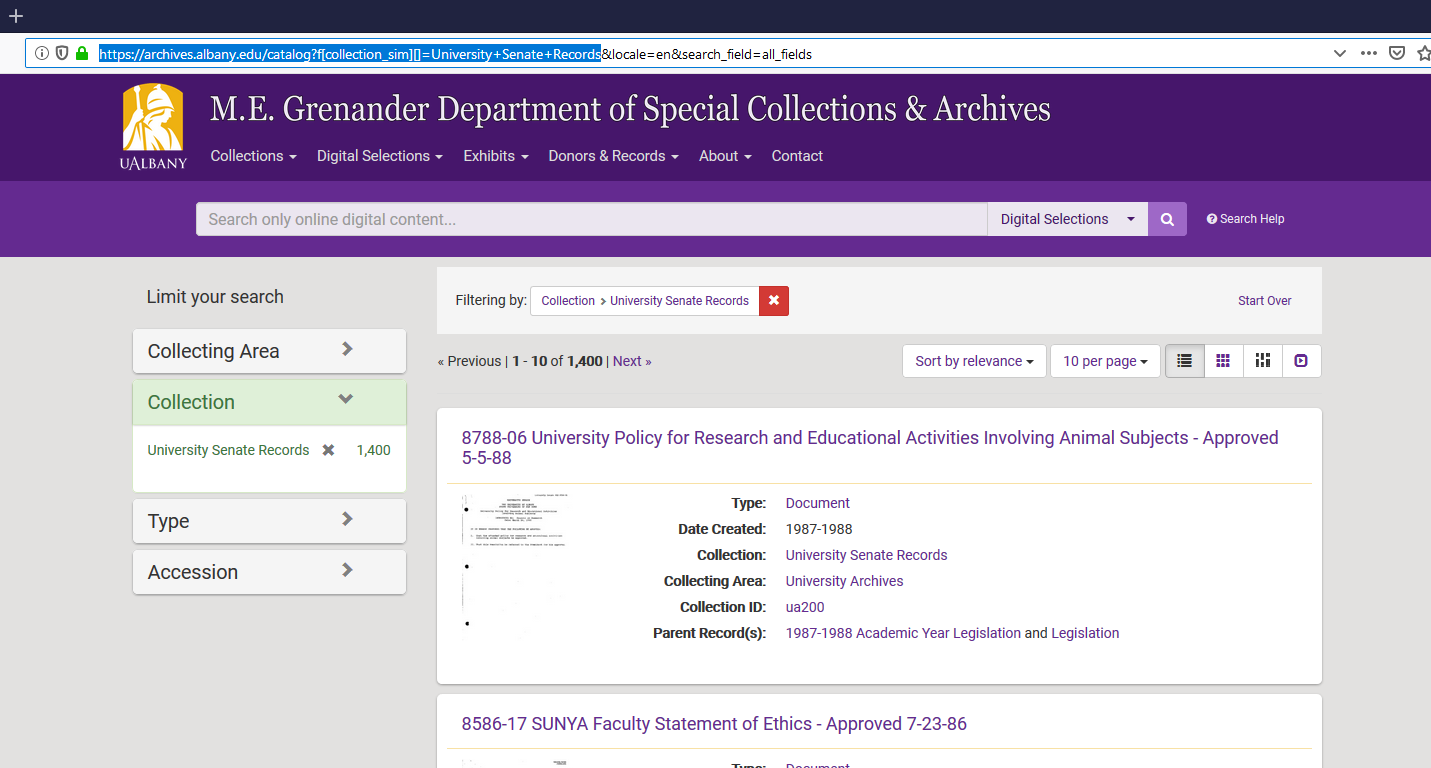 https://archives.albany.edu/catalog?f[collection_sim][]=University+Senate+Records&locale=en&search_field=all_fields
UALBANY
M.E. Grenander Department of Special Collections & Archives
Collections
Digital Selections
Exhibits
Donors & Records
About
Contact
Search only online digital content...
Digital Selections
Search Help
Limit your search
Collecting Area
Collection
University Senate Records ✖ 1,400
Type
Accession
Filtering by: Collection > University Senate Records ✖
Start Over
« Previous | 1 - 10 of 1,400 | Next »
Sort by relevance
10 per page
8788-06 University Policy for Research and Educational Activities Involving Animal Subjects - Approved
5-5-88
Type: Document
Date Created: 1987-1988
Collection: University Senate Records
Collecting Area: University Archives
Collection ID: ua200
Parent Record(s): 1987-1988 Academic Year Legislation and Legislation
8586-17 SUNYA Faculty Statement of Ethics - Approved 7-23-86
Type: Document